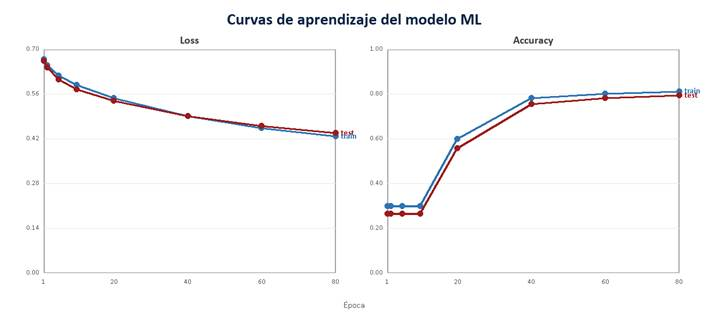 Curvas de aprendizaje del modelo ML
Loss
0.70
0.56
0.42
0.28
0.14
0.00
1
20
40
60
80
test
train
Accuracy
1.00
0.80
0.60
0.40
0.20
0.00
1
20
40
60
80
train
test
Época